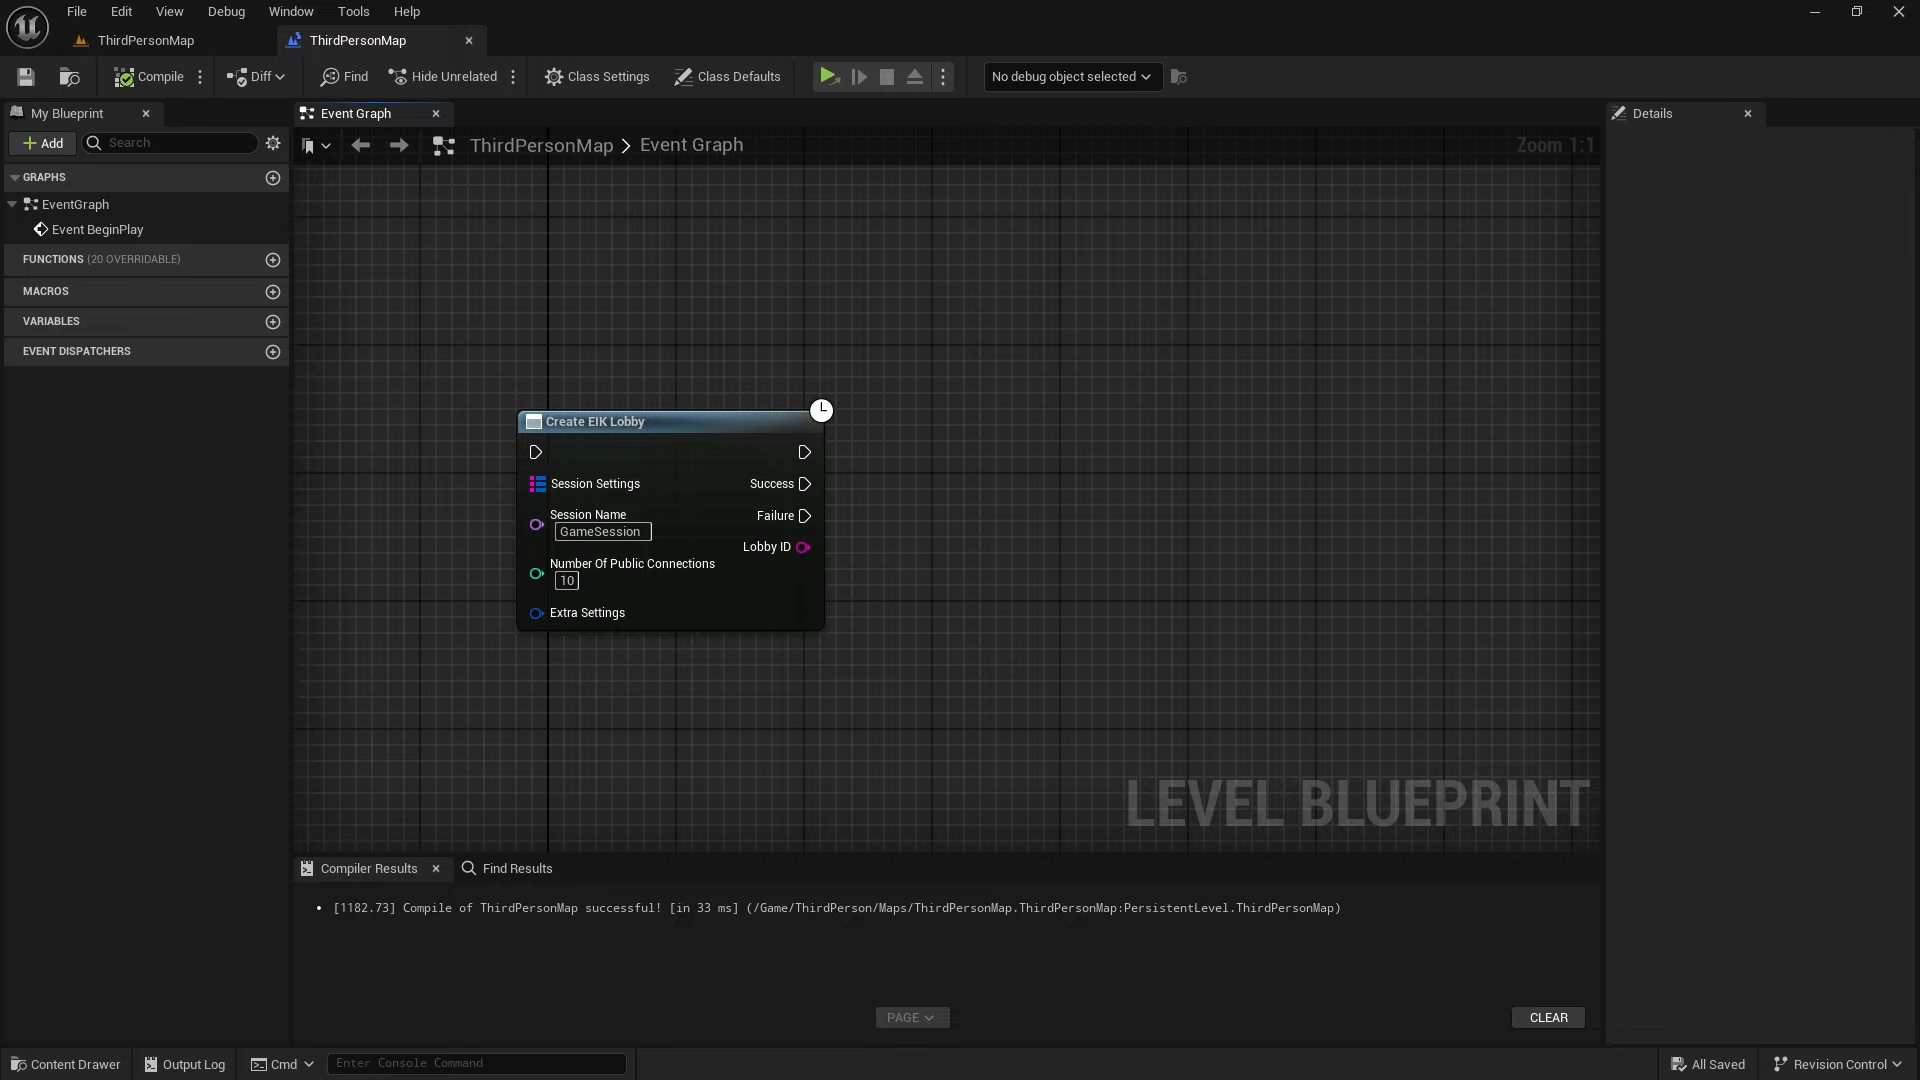 File Edit View Debug Window Tools Help
ThirdPersonMap ThirdPersonMap
Compile Diff Find Hide Unrelated Class Settings Class Defaults No debug object selected
My Blueprint Event Graph Details
Add Search ThirdPersonMap > Event Graph Zoom 1:1
GRAPHS
EventGraph
Event BeginPlay
FUNCTIONS (20 OVERRIDABLE)
MACROS
VARIABLES
EVENT DISPATCHERS
Create EIK Lobby
Session Settings Success
Session Name Failure
GameSession
Lobby ID
Number Of Public Connections
10
Extra Settings
LEVEL BLUEPRINT
Compiler Results Find Results
[1182.73] Compile of ThirdPersonMap successful! [in 33 ms] (/Game/ThirdPerson/Maps/ThirdPersonMap.ThirdPersonMap:PersistentLevel.ThirdPersonMap)
PAGE CLEAR
Content Drawer Output Log Cmd Enter Console Command All Saved Revision Control